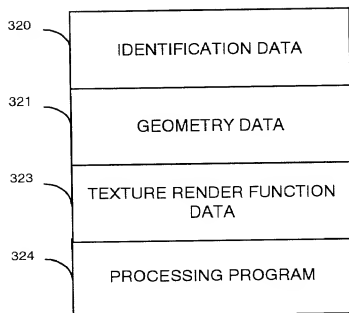 320
IDENTIFICATION DATA
321
GEOMETRY DATA
323
TEXTURE RENDER FUNCTION
DATA
324
PROCESSING PROGRAM